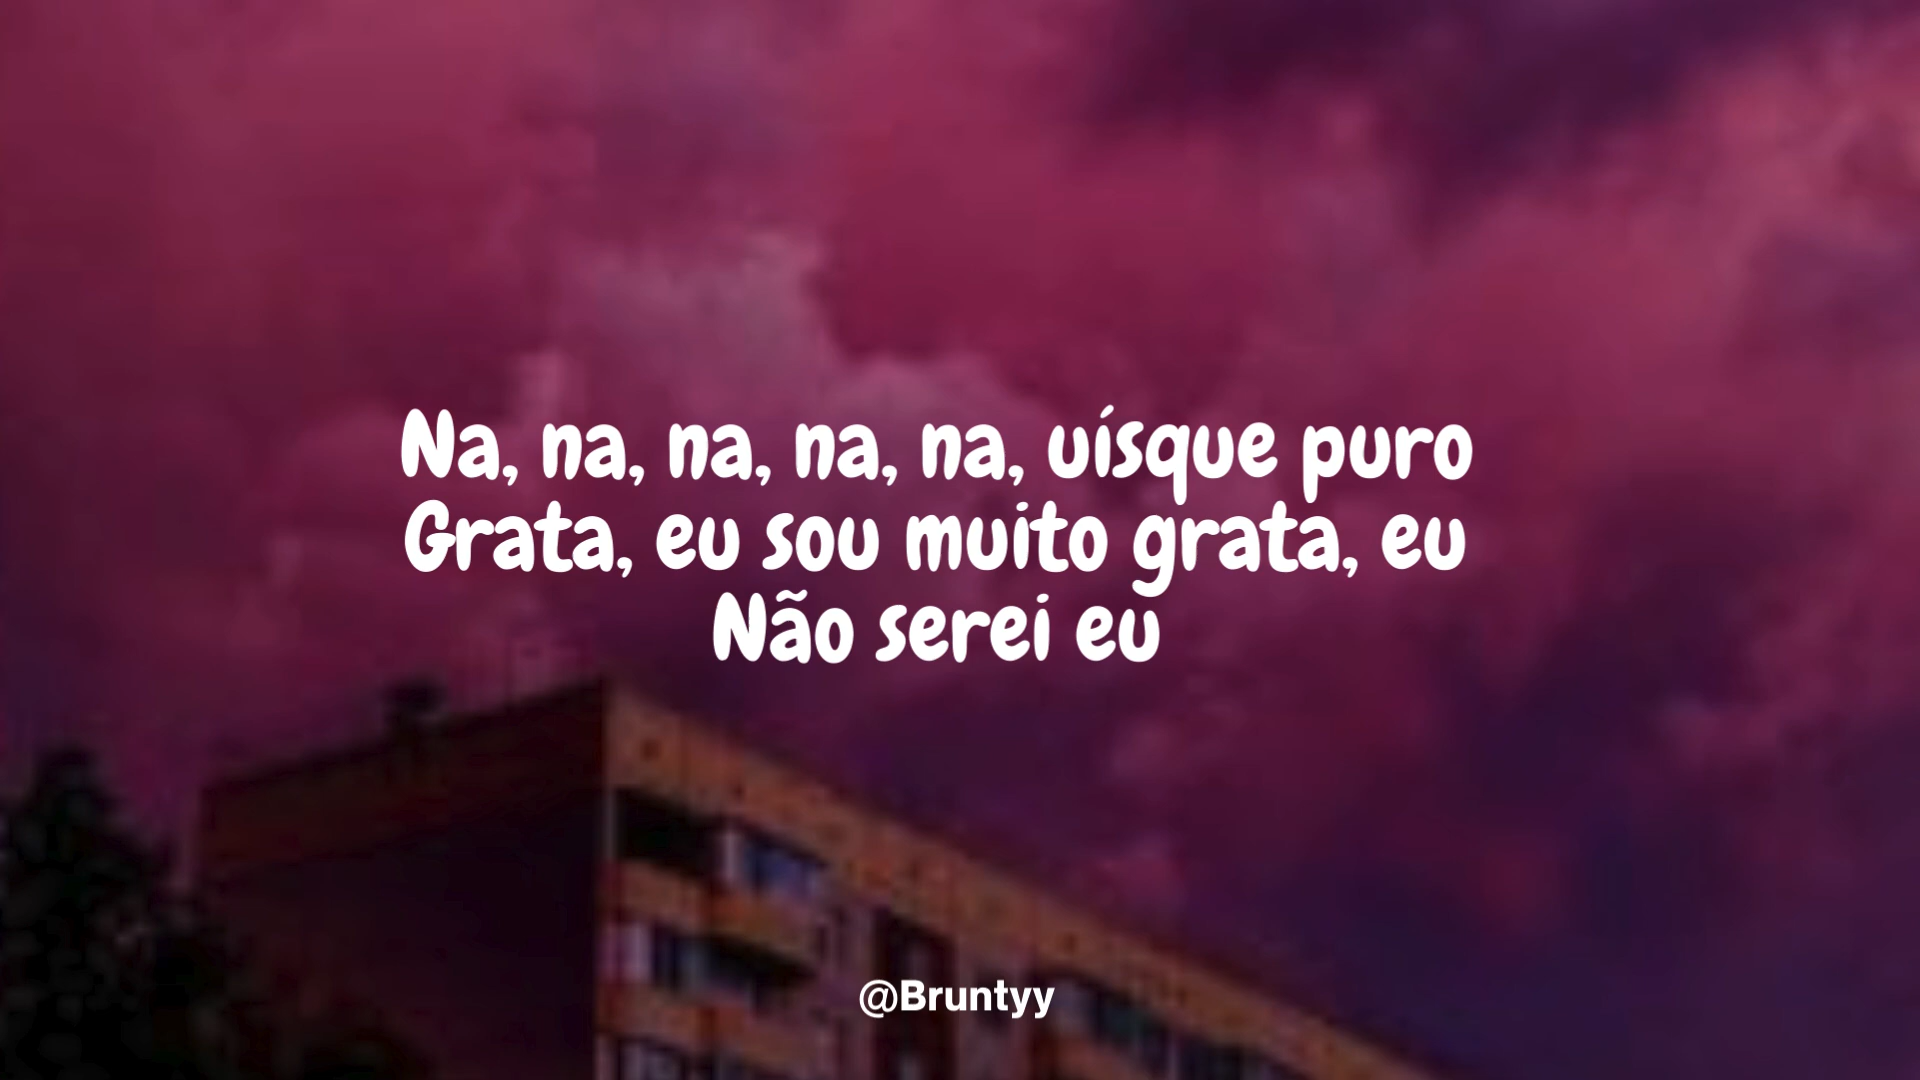 Na, na, na, na, na, uísque puro
Grata, eu sou muito grata, eu
Não serei eu
@Bruntyy